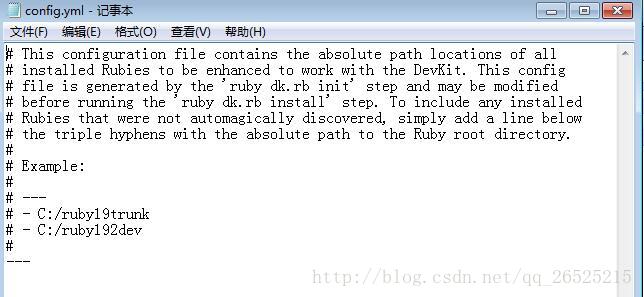 config.yml - 记事本
文件(F) 编辑(E) 格式(O) 查看(V) 帮助(H)
# This configuration file contains the absolute path locations of all
# installed Rubies to be enhanced to work with the DevKit. This config
# file is generated by the 'ruby dk.rb init' step and may be modified
# before running the 'ruby dk.rb install' step. To include any installed
# Rubies that were not automagically discovered, simply add a line below
# the triple hyphens with the absolute path to the Ruby root directory.
#
# Example:
#
# ---
# - C:/ruby19trunk
# - C:/ruby192dev
#
---
http://blog.csdn.net/qq_26525215